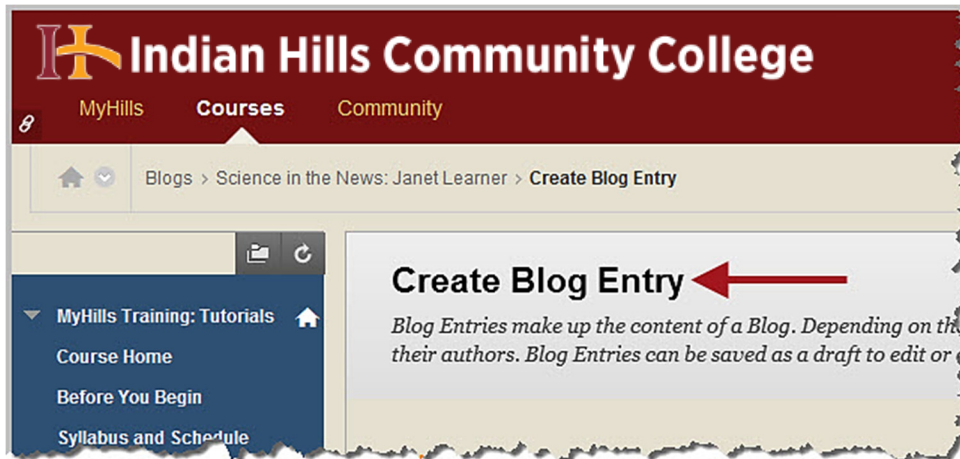 Indian Hills Community College
MyHills Courses Community
Blogs > Science in the News: Janet Learner > Create Blog Entry
Create Blog Entry
Blog Entries make up the content of a Blog. Depending on
their authors. Blog Entries can be saved as a draft to edit or
MyHills Training: Tutorials
Course Home
Before You Begin
Syllabus and Schedule